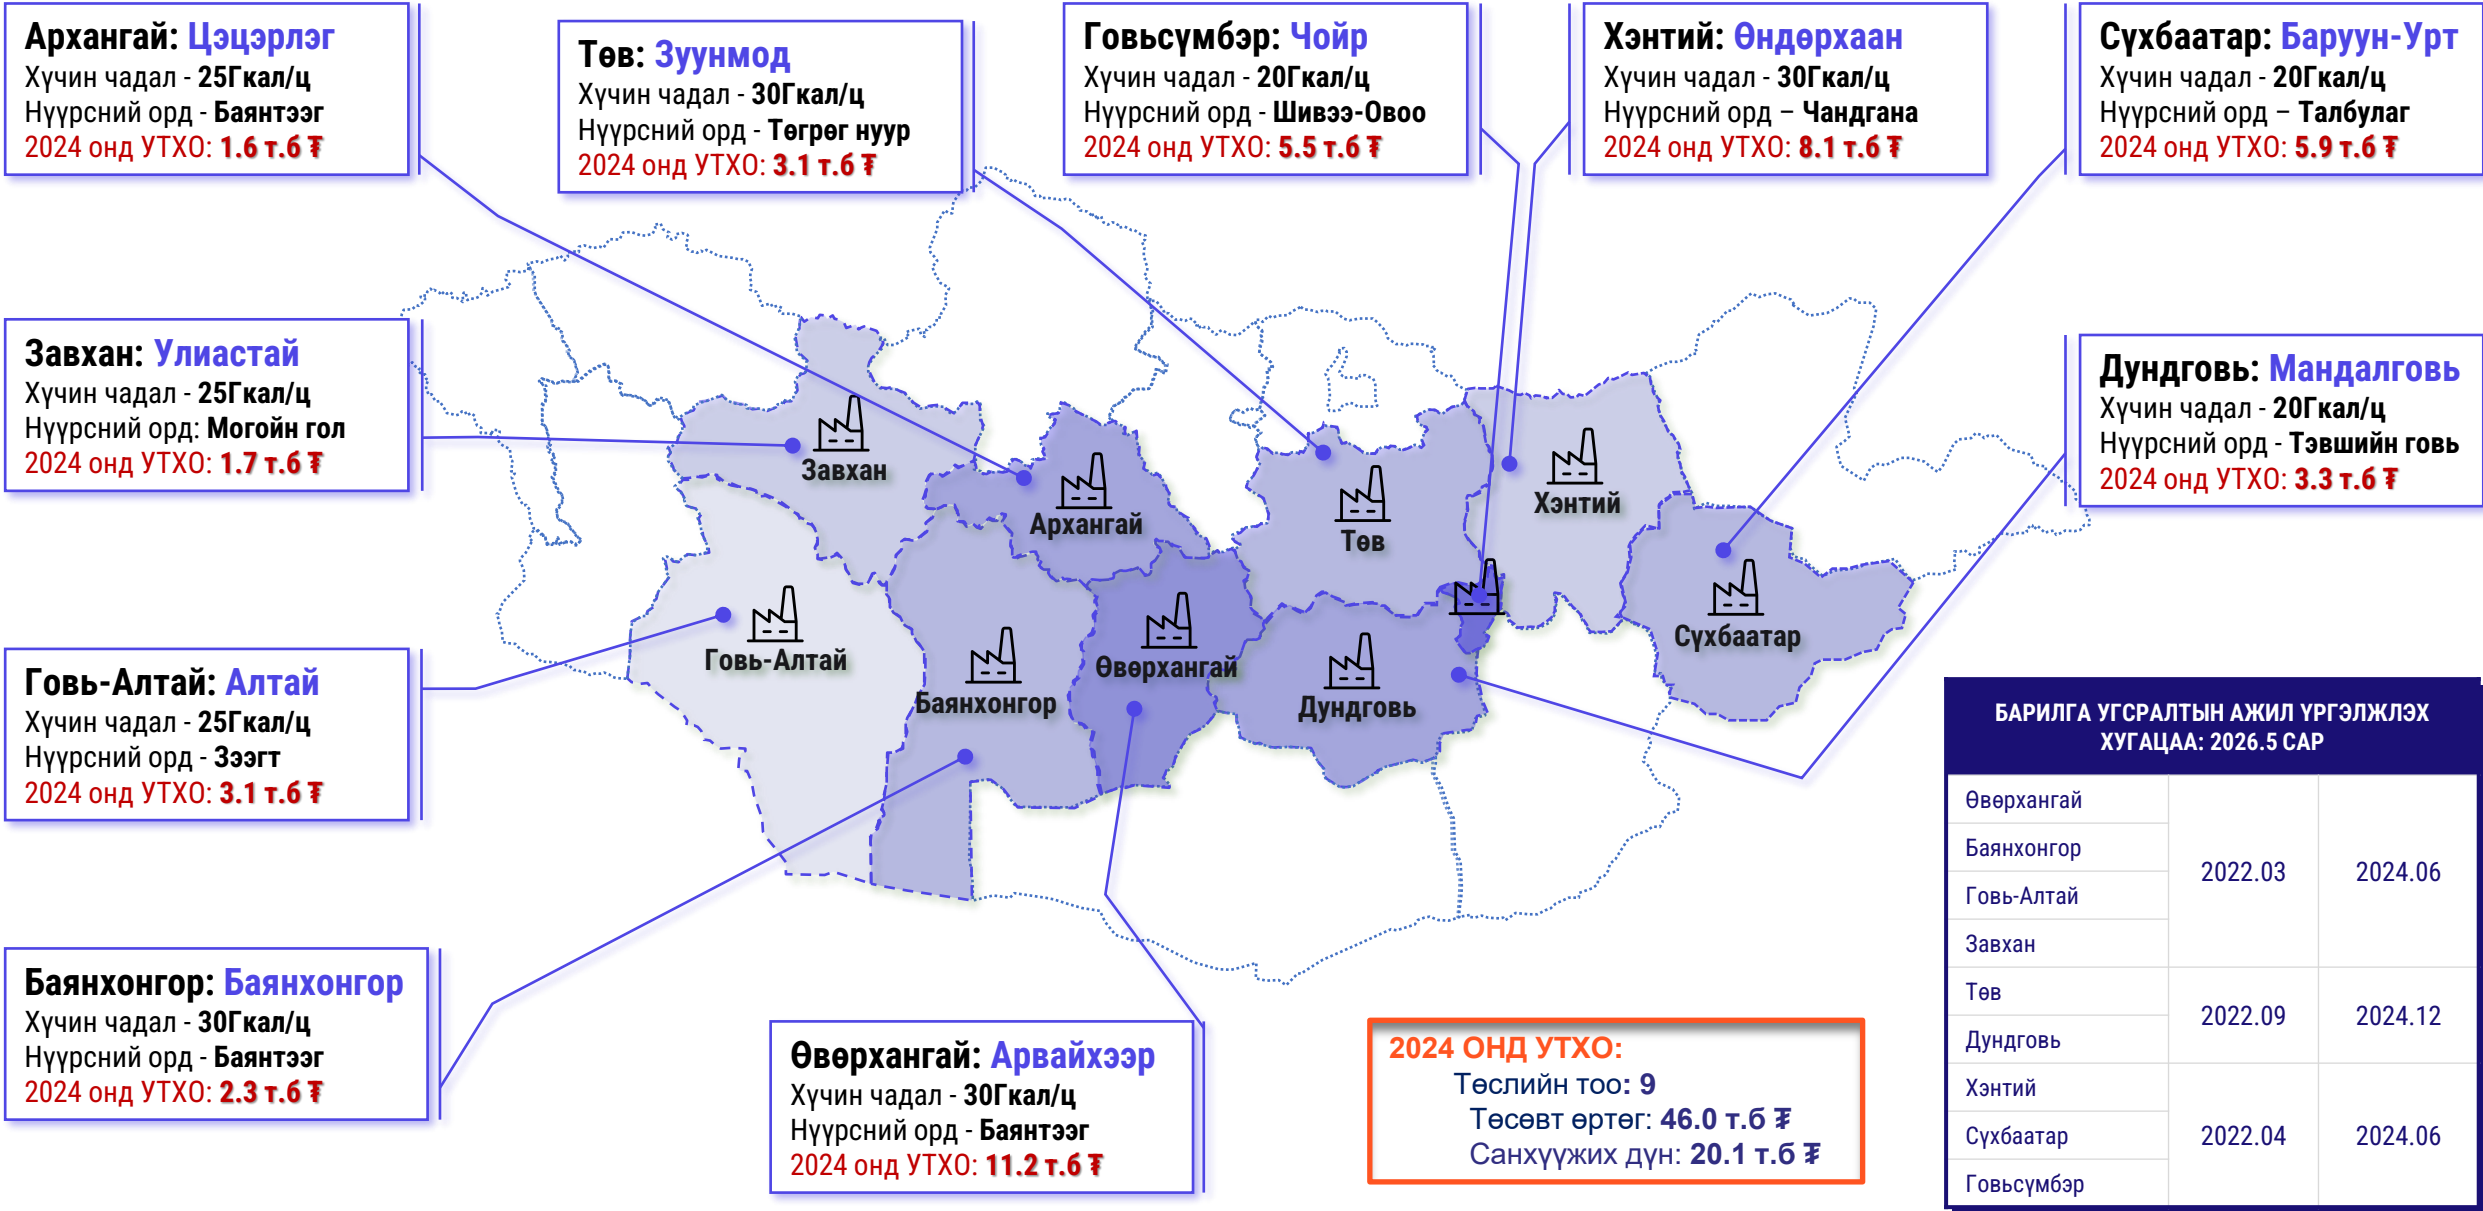 Архангай: Цэцэрлэг
Хүчин чадал - 25Гкал/ц
Нүүрсний орд - Баянтээг
2024 онд УТХО: 1.6 т.б ₮
Төв: Зуунмод
Хүчин чадал - 30Гкал/ц
Нүүрсний орд - Төгрөг нуур
2024 онд УТХО: 3.1 т.б ₮
Говьсүмбэр: Чойр
Хүчин чадал - 20Гкал/ц
Нүүрсний орд - Шивээ-Овоо
2024 онд УТХО: 5.5 т.б ₮
Хэнтий: Өндөрхаан
Хүчин чадал - 30Гкал/ц
Нүүрсний орд – Чандгана
2024 онд УТХО: 8.1 т.б ₮
Сүхбаатар: Баруун-Урт
Хүчин чадал - 20Гкал/ц
Нүүрсний орд – Талбулаг
2024 онд УТХО: 5.9 т.б ₮
Завхан: Улиастай
Хүчин чадал - 25Гкал/ц
Нүүрсний орд: Могойн гол
2024 онд УТХО: 1.7 т.б ₮
Дундговь: Мандалговь
Хүчин чадал - 20Гкал/ц
Нүүрсний орд - Тэвшийн говь
2024 онд УТХО: 3.3 т.б ₮
Завхан
Архангай
Төв
Хэнтий
Говь-Алтай
Баянхонгор
Өвөрхангай
Дундговь
Сүхбаатар
Говь-Алтай: Алтай
Хүчин чадал - 25Гкал/ц
Нүүрсний орд - Зээгт
2024 онд УТХО: 3.1 т.б ₮
Баянхонгор: Баянхонгор
Хүчин чадал - 30Гкал/ц
Нүүрсний орд - Баянтээг
2024 онд УТХО: 2.3 т.б ₮
Өвөрхангай: Арвайхээр
Хүчин чадал - 30Гкал/ц
Нүүрсний орд - Баянтээг
2024 онд УТХО: 11.2 т.б ₮
2024 ОНД УТХО:
Төслийн тоо: 9
Төсөвт өртөг: 46.0 т.б ₮
Санхүүжих дүн: 20.1 т.б ₮
БАРИЛГА УГСРАЛТЫН АЖИЛ ҮРГЭЛЖЛЭХ
ХУГАЦАА: 2026.5 САР
Өвөрхангай
Баянхонгор
Говь-Алтай
Завхан
2022.03 2024.06
Төв
Дундговь
2022.09 2024.12
Хэнтий
Сүхбаатар
Говьсүмбэр
2022.04 2024.06